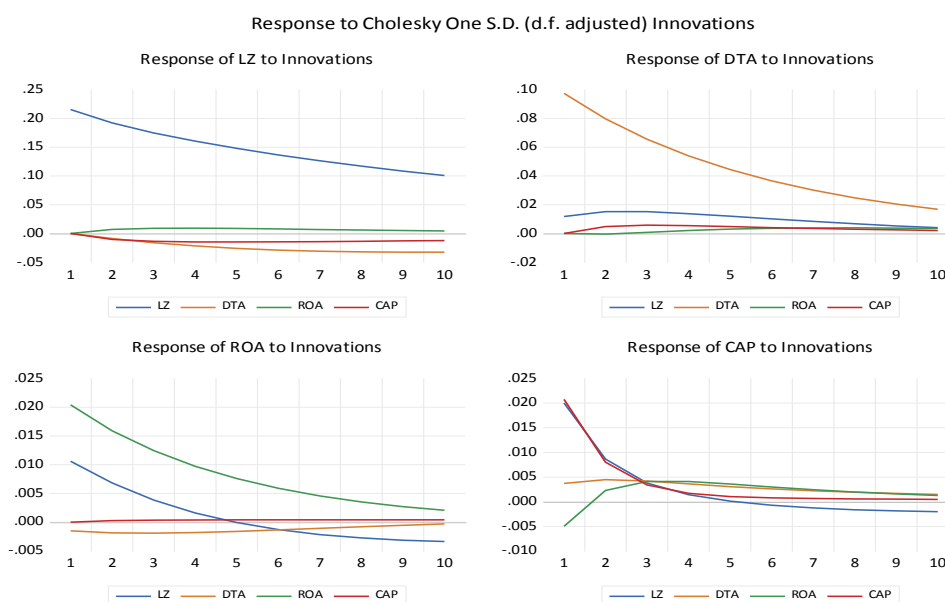 Response to Cholesky One S.D. (d.f. adjusted) Innovations
Response of LZ to Innovations
.25
.20
.15
.10
.05
.00
-.05
1 2 3 4 5 6 7 8 9 10
LZ DTA ROA CAP
Response of DTA to Innovations
.10
.08
.06
.04
.02
.00
-.02
1 2 3 4 5 6 7 8 9 10
LZ DTA ROA CAP
Response of ROA to Innovations
.025
.020
.015
.010
.005
.000
-.005
1 2 3 4 5 6 7 8 9 10
LZ DTA ROA CAP
Response of CAP to Innovations
.025
.020
.015
.010
.005
.000
-.005
-.010
1 2 3 4 5 6 7 8 9 10
LZ DTA ROA CAP